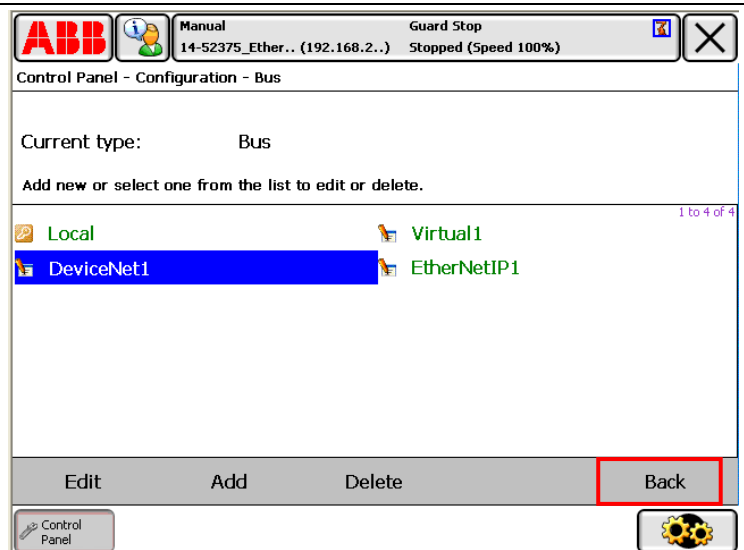 ABB
Manual Guard Stop
14-52375_Ether.. (192.168.2..) Stopped (Speed 100%)
Control Panel - Configuration - Bus
Current type: Bus
Add new or select one from the list to edit or delete.
1 to 4 of 4
Local Virtual1
DeviceNet1 EtherNetIP1
Edit Add Delete Back
Control
Panel